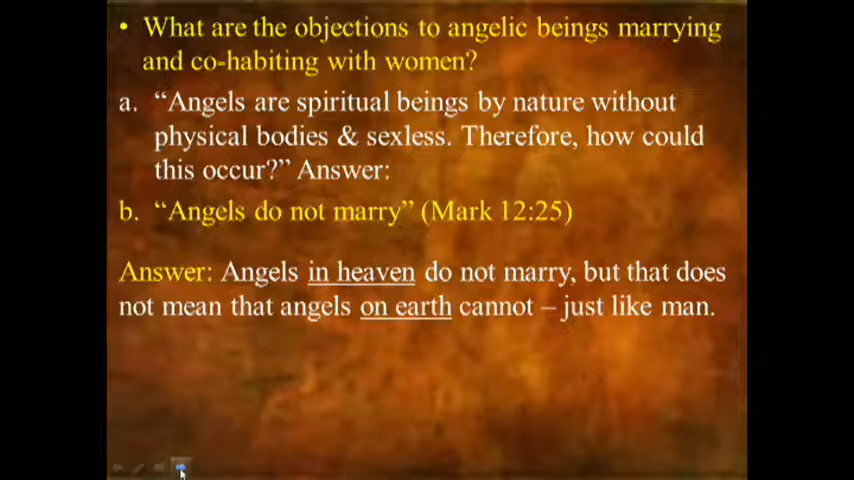 • What are the objections to angelic beings marrying
and co-habiting with women?
a. “Angels are spiritual beings by nature without
physical bodies & sexless. Therefore, how could
this occur?” Answer:
b. “Angels do not marry” (Mark 12:25)
Answer: Angels in heaven do not marry, but that does
not mean that angels on earth cannot – just like man.